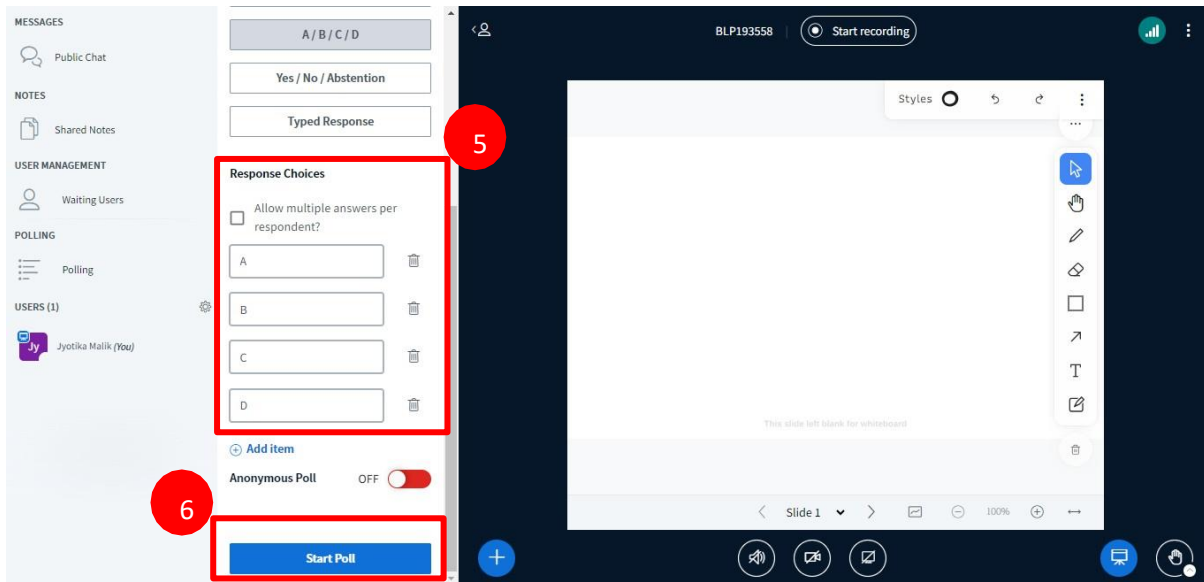 MESSAGES
Public Chat
NOTES
Shared Notes
USER MANAGEMENT
Waiting Users
POLLING
Polling
USERS (1)
Jy
Jyotika Malik (You)
A / B / C / D
Yes / No / Abstention
Typed Response
5
Response Choices
Allow multiple answers per
respondent?
A
B
C
D
Add item
Anonymous Poll OFF
6
Start Poll
BLP193558
Start recording
Styles
T
This slide left blank for whiteboard
Slide 1
100%